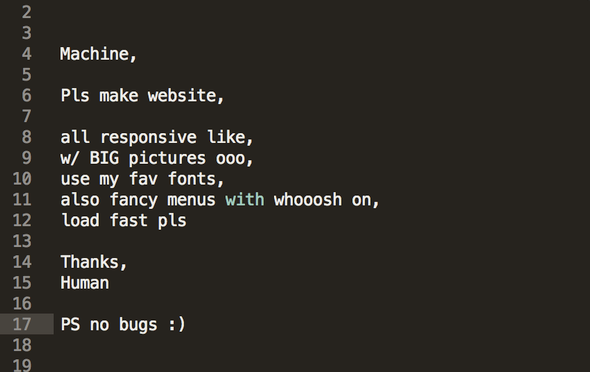 2
3
4 Machine,
5
6 Pls make website,
7
8 all responsive like,
9 w/ BIG pictures ooo,
10 use my fav fonts,
11 also fancy menus with whooosh on,
12 load fast pls
13
14 Thanks,
15 Human
16
17 PS no bugs :)
18
19